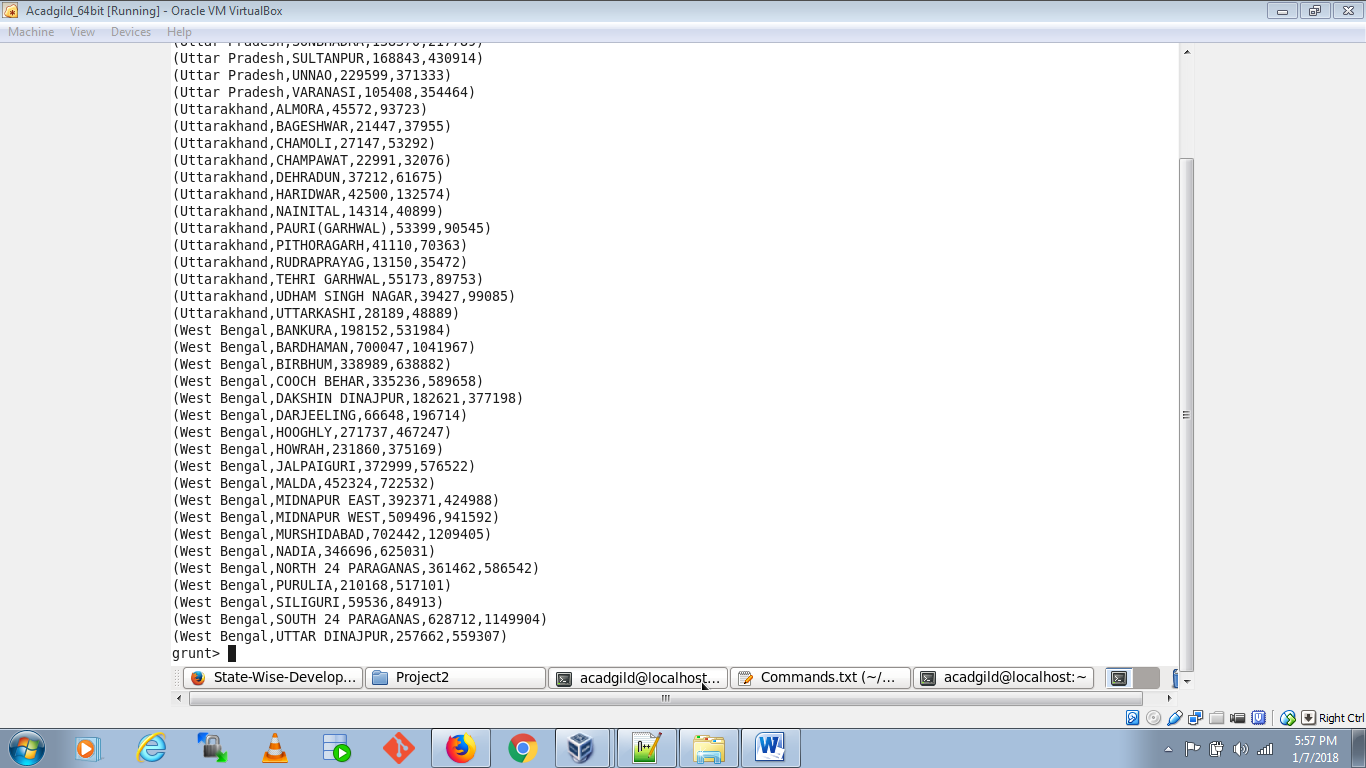 Acadgild_64bit [Running] - Oracle VM VirtualBox
Machine View Devices Help
(Uttar Pradesh,SULTANPUR,168843,430914)
(Uttar Pradesh,UNNAO,229599,371333)
(Uttar Pradesh,VARANASI,105408,354464)
(Uttarakhand,ALMORA,45572,93723)
(Uttarakhand,BAGESHWAR,21447,37955)
(Uttarakhand,CHAMOLI,27147,53292)
(Uttarakhand,CHAMPAWAT,22991,32076)
(Uttarakhand,DEHRADUN,37212,61675)
(Uttarakhand,HARIDWAR,42500,132574)
(Uttarakhand,NAINITAL,14314,40899)
(Uttarakhand,PAURI(GARHWAL),53399,90545)
(Uttarakhand,PITHORAGARH,41110,70363)
(Uttarakhand,RUDRAPRAYAG,13150,35472)
(Uttarakhand,TEHRI GARHWAL,55173,89753)
(Uttarakhand,UDHAM SINGH NAGAR,39427,99085)
(Uttarakhand,UTTARKASHI,28189,48889)
(West Bengal,BANKURA,198152,531984)
(West Bengal,BARDHAMAN,700047,1041967)
(West Bengal,BIRBHUM,338989,638882)
(West Bengal,COOCH BEHAR,335236,589658)
(West Bengal,DAKSHIN DINAJPUR,182621,377198)
(West Bengal,DARJEELING,66648,196714)
(West Bengal,HOOGHLY,271737,467247)
(West Bengal,HOWRAH,231860,375169)
(West Bengal,JALPAIGURI,372999,576522)
(West Bengal,MALDA,452324,722532)
(West Bengal,MIDNAPUR EAST,392371,424988)
(West Bengal,MIDNAPUR WEST,509496,941592)
(West Bengal,MURSHIDABAD,702442,1209405)
(West Bengal,NADIA,346696,625031)
(West Bengal,NORTH 24 PARAGANAS,361462,586542)
(West Bengal,PURULIA,210168,517101)
(West Bengal,SILIGURI,59536,84913)
(West Bengal,SOUTH 24 PARAGANAS,628712,1149904)
(West Bengal,UTTAR DINAJPUR,257662,559307)
grunt>
State-Wise-Develop... Project2 acadgild@localhost... Commands.txt (~/... acadgild@localhost:~
Right Ctrl
5:57 PM
1/7/2018